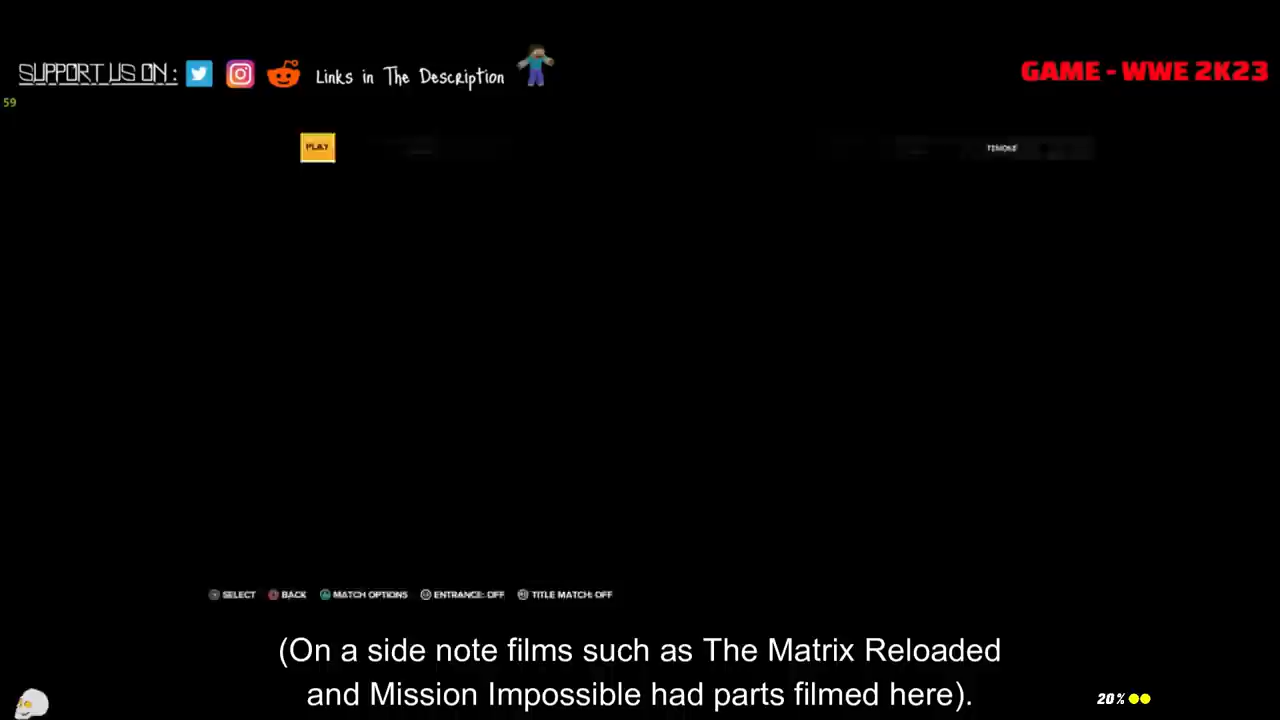 SUPPORT US ON :
Links in The Description
GAME - WWE 2K23
59
PLAY
SELECT BACK MATCH OPTIONS ENTRANCE: OFF TITLE MATCH: OFF
(On a side note films such as The Matrix Reloaded
and Mission Impossible had parts filmed here).
20%